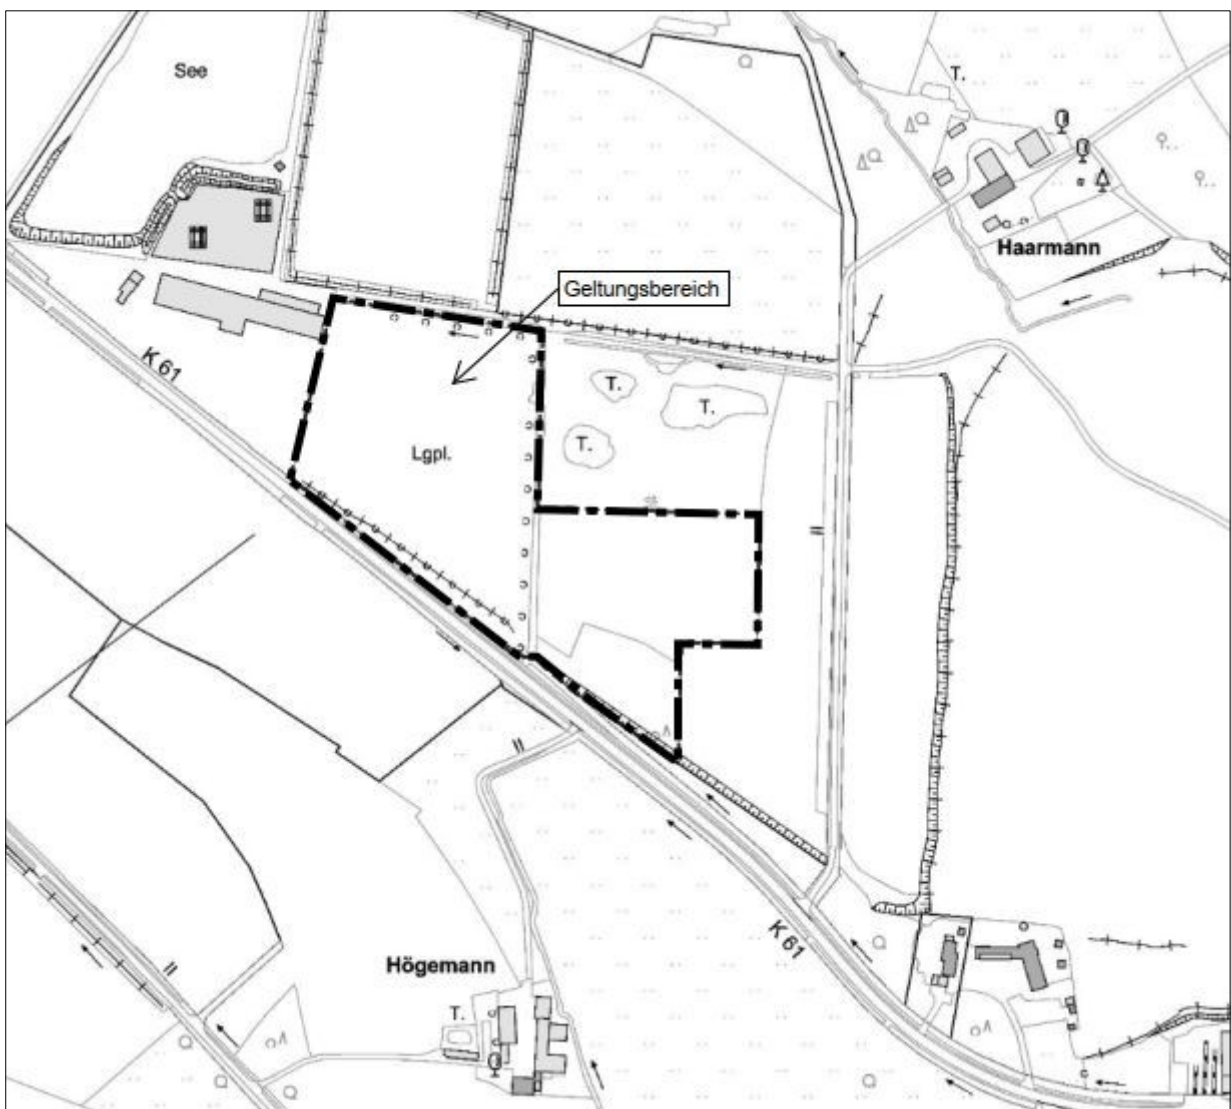 See
T.
Haarmann
Geltungsbereich
K 61
T.
T.
Lgpl.
T.
K 61
Högemann
T.